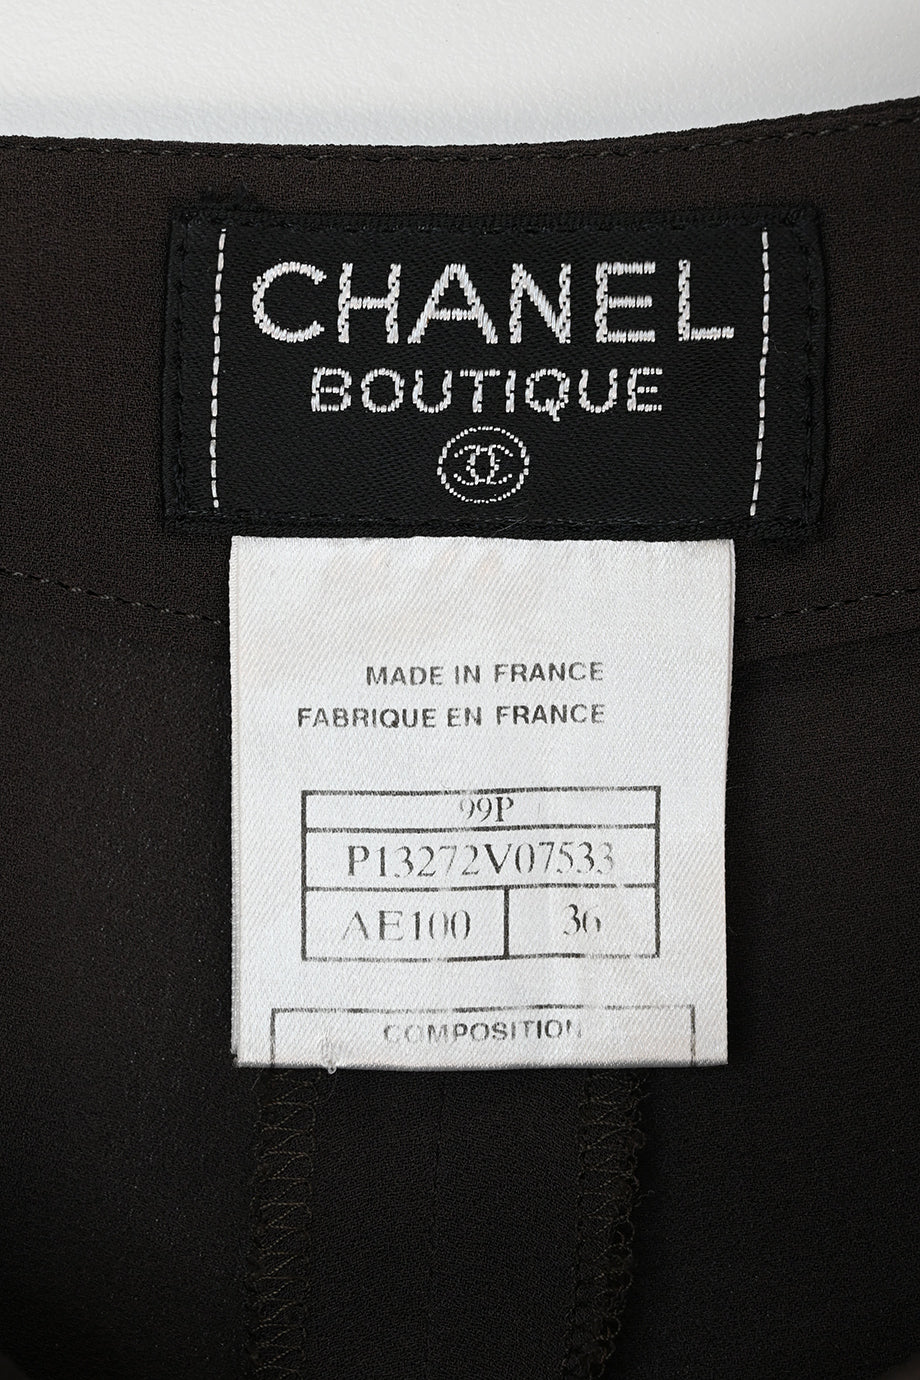 CHANEL
BOUTIQUE
MADE IN FRANCE
FABRIQUE EN FRANCE
99P
P13272V07533
AE100 36
COMPOSITION